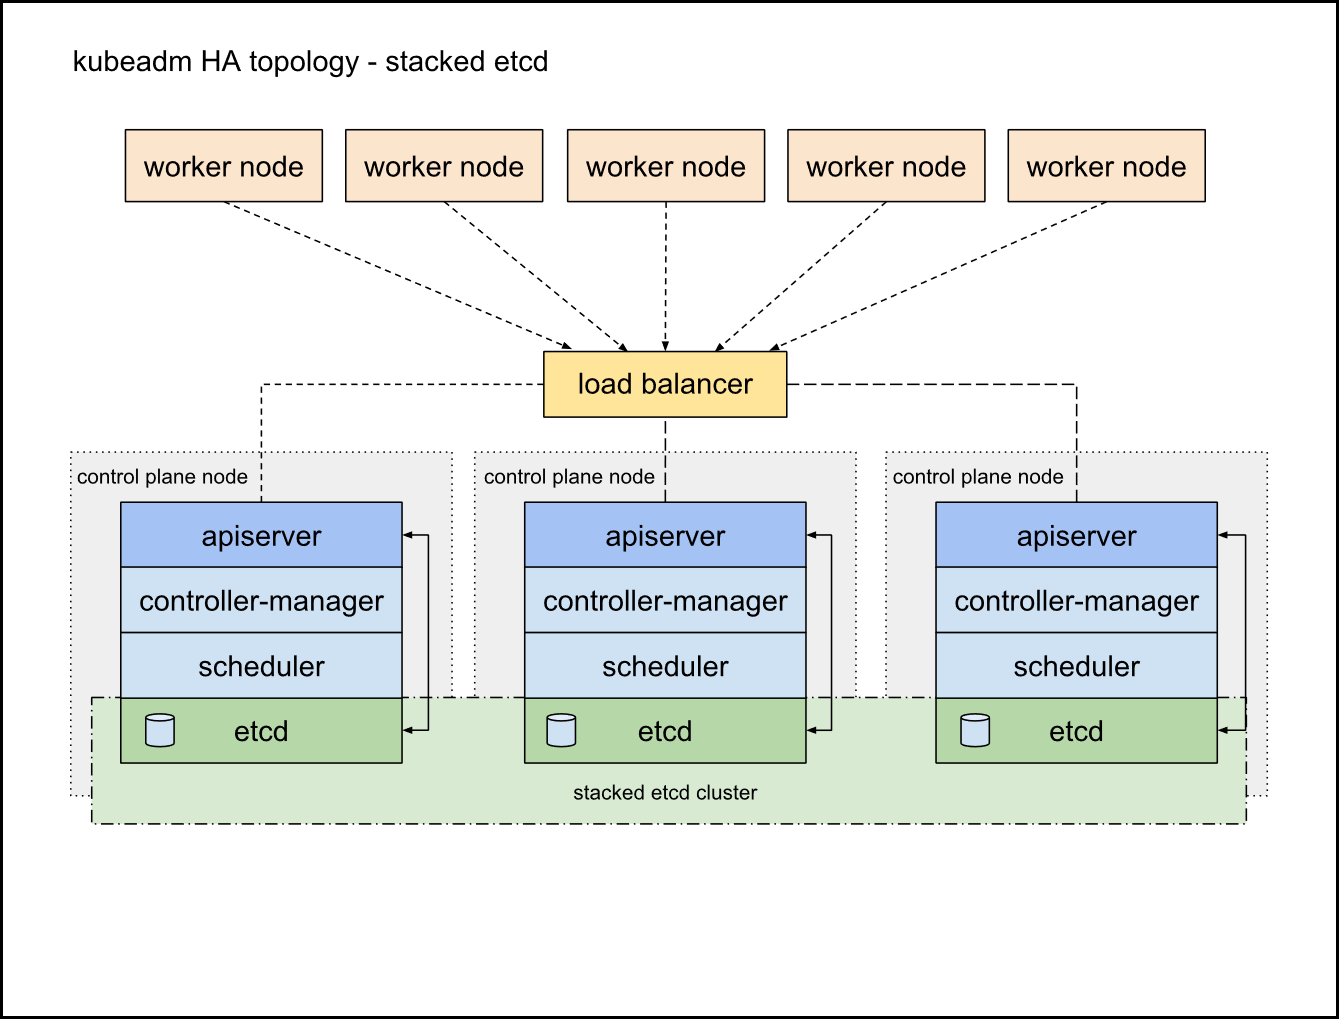 kubeadm HA topology - stacked etcd
worker node
worker node
worker node
worker node
worker node
load balancer
control plane node
apiserver
controller-manager
scheduler
etcd
control plane node
apiserver
controller-manager
scheduler
etcd
control plane node
apiserver
controller-manager
scheduler
etcd
stacked etcd cluster